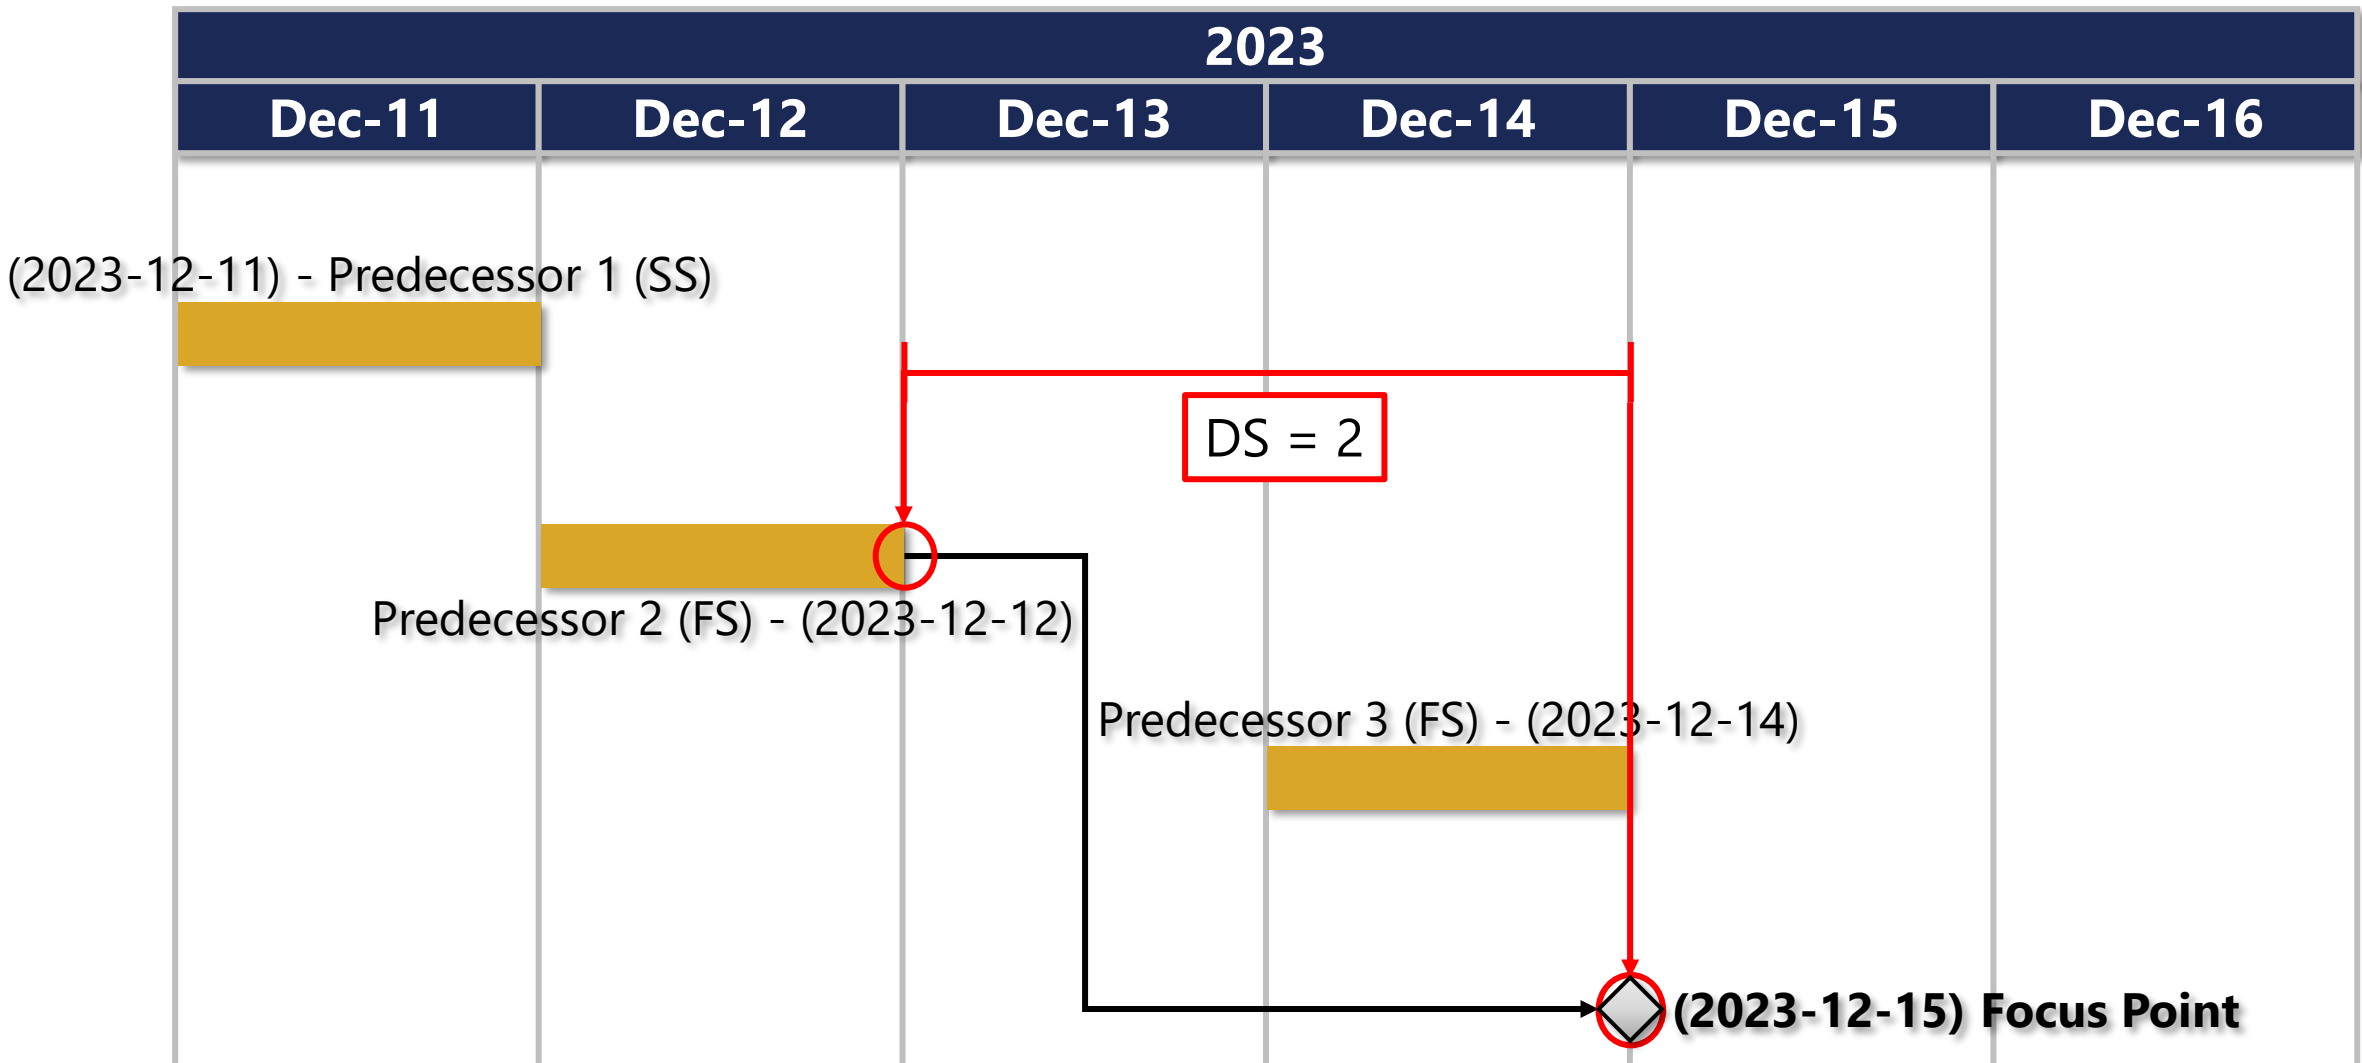 2023
Dec-11 Dec-12 Dec-13 Dec-14 Dec-15 Dec-16
(2023-12-11) - Predecessor 1 (SS)
DS = 2
Predecessor 2 (FS) - (2023-12-12)
Predecessor 3 (FS) - (2023-12-14)
(2023-12-15) Focus Point